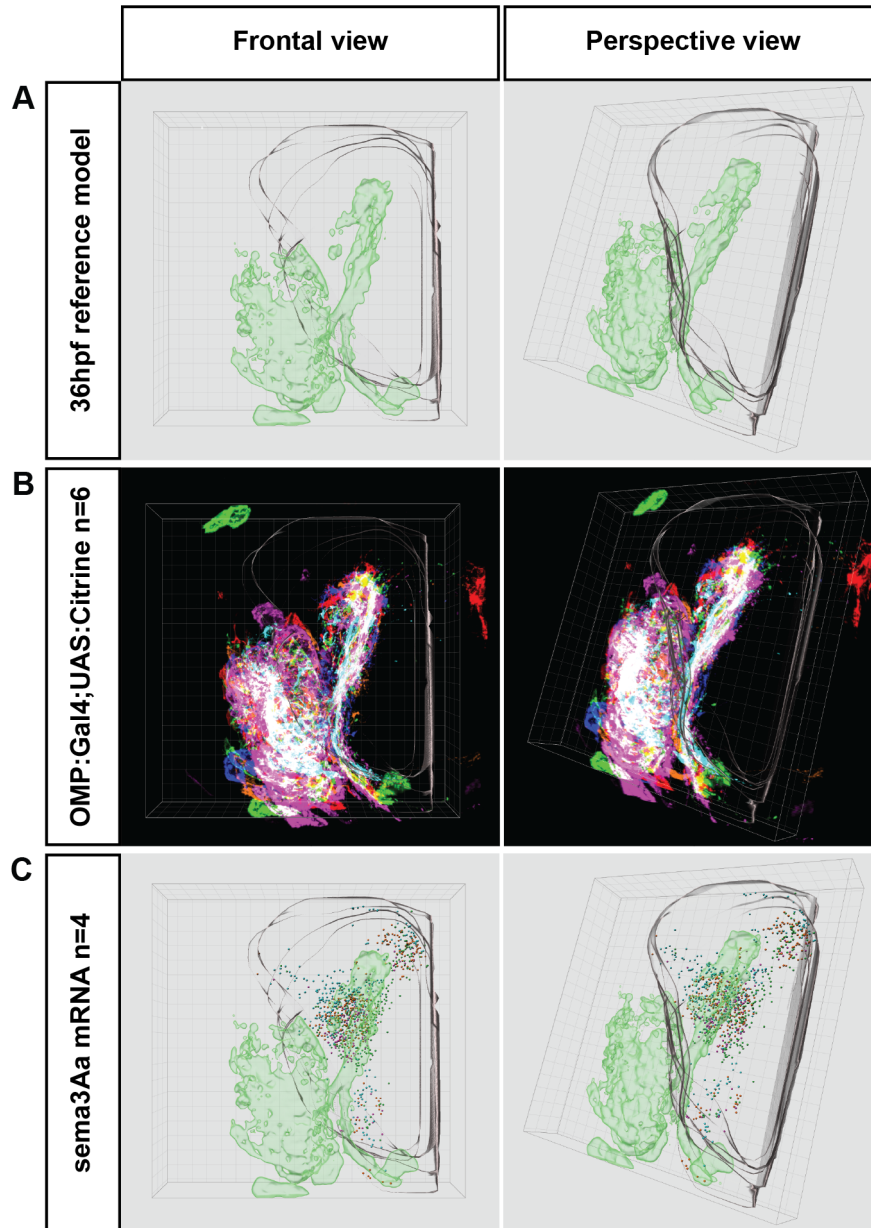 Frontal view
Perspective view
A
36hpf reference model
B
OMP:Gal4;UAS:Citrine n=6
C
sema3Aa mRNA n=4